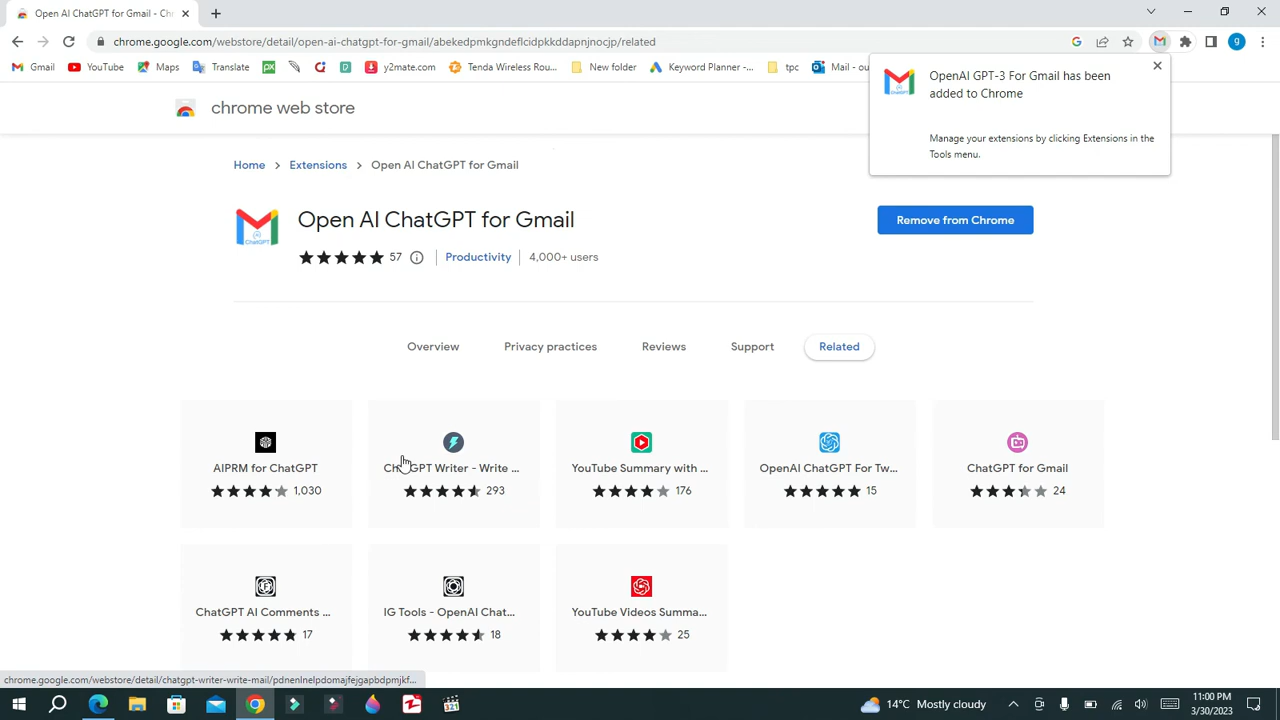 Open AI ChatGPT for Gmail - Chr
chrome.google.com/webstore/detail/open-ai-chatgpt-for-gmail/abekedpmkgndeflcidpkkddapnjnocjp/related
g
Gmail
YouTube
Maps
Translate
y2mate.com
Tenda Wireless Rou...
New folder
Keyword Planner -...
tpc
Mail - ou
OpenAI GPT-3 For Gmail has been
added to Chrome
Manage your extensions by clicking Extensions in the
Tools menu.
chrome web store
Home > Extensions > Open AI ChatGPT for Gmail
ChatGPT
Open AI ChatGPT for Gmail
Remove from Chrome
57
Productivity
4,000+ users
Overview
Privacy practices
Reviews
Support
Related
AIPRM for ChatGPT
1,030
ChatGPT Writer - Write ...
293
YouTube Summary with ...
176
OpenAI ChatGPT For Tw...
15
ChatGPT for Gmail
24
ChatGPT AI Comments ...
17
IG Tools - OpenAI Chat...
18
YouTube Videos Summa...
25
chrome.google.com/webstore/detail/chatgpt-writer-write-mail/pdnenlnelpdomajfejgapbdpmjkf...
14°C Mostly cloudy
11:00 PM
3/30/2023